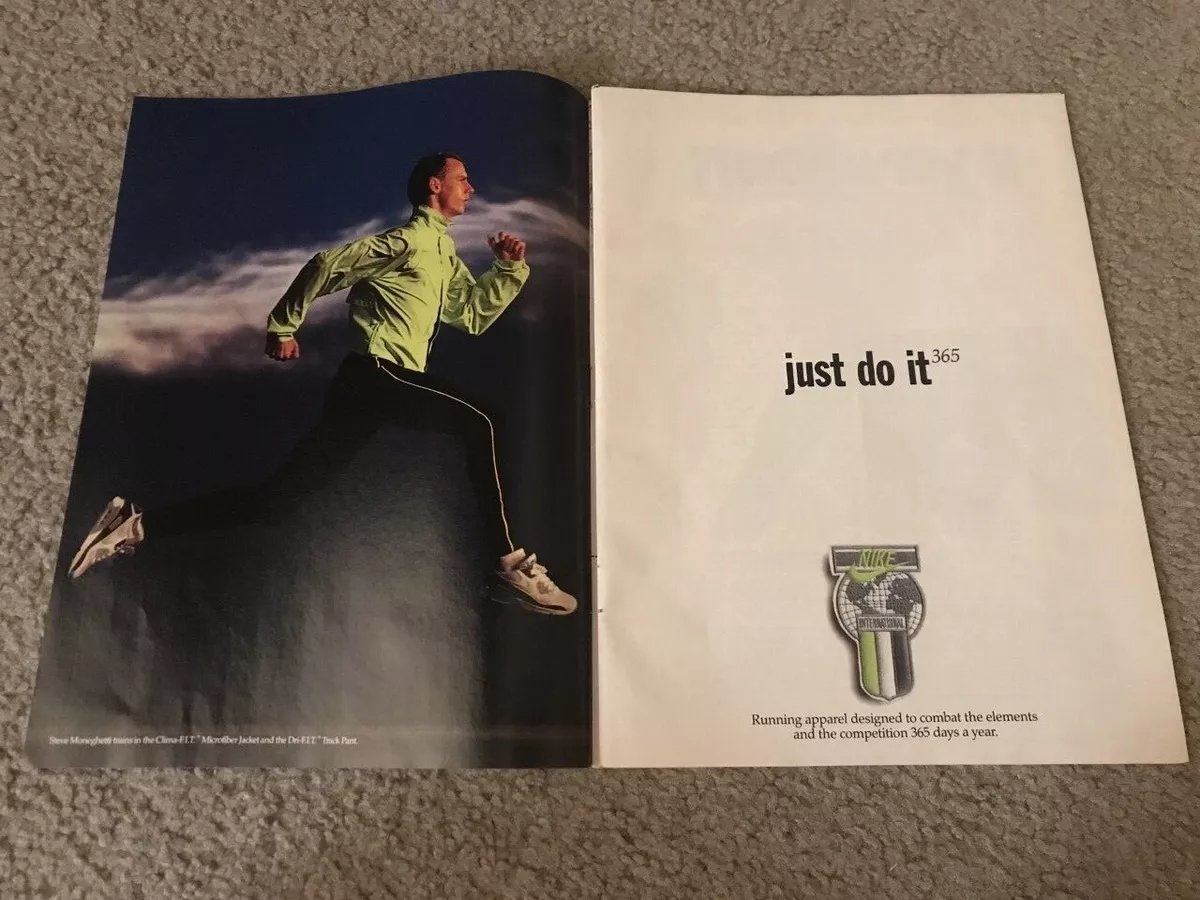 Steve Moneghetti trains in the Clima-F.I.T.™ Microfiber Jacket and the Dri-F.I.T.™ Track Pant.
just do it365
NIKE
INTERNATIONAL
Running apparel designed to combat the elements
and the competition 365 days a year.